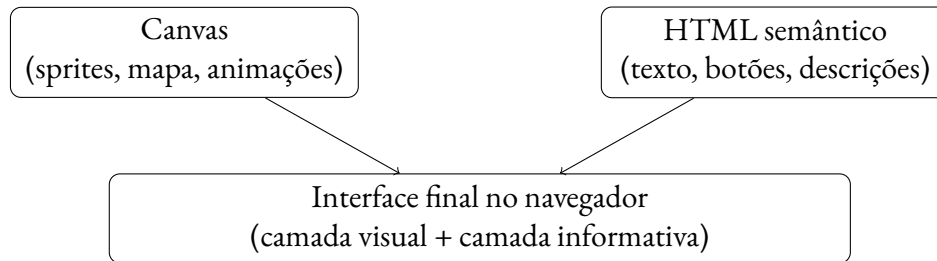 Canvas
(sprites, mapa, animações)
HTML semântico
(texto, botões, descrições)
Interface final no navegador
(camada visual + camada informativa)